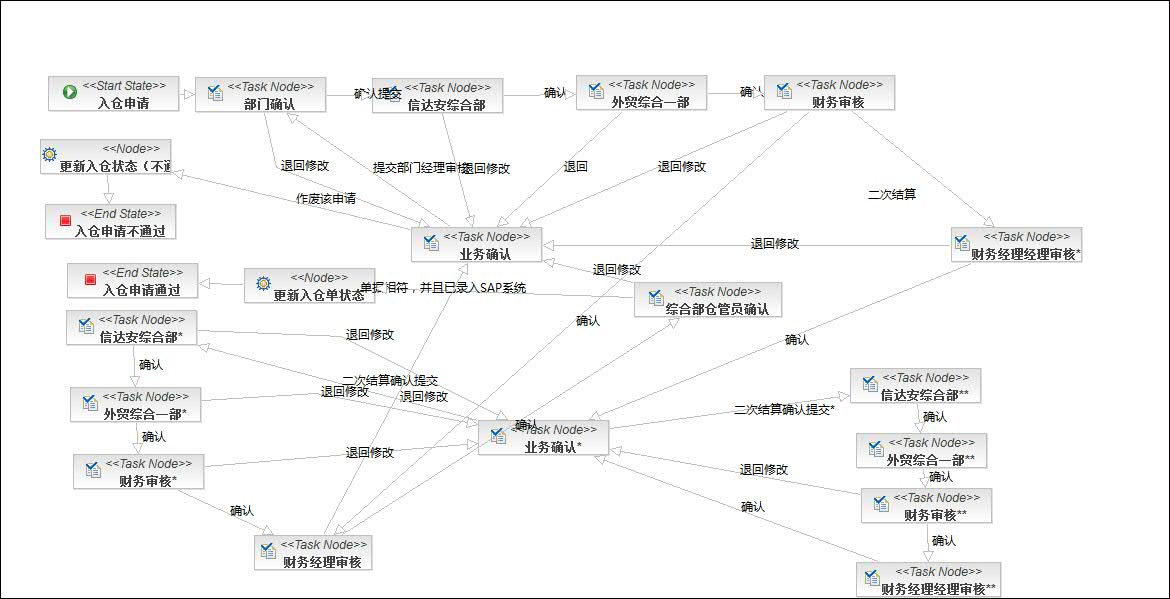 <<Start State>>
入仓申请
<<Task Node>>
部门确认
确认提交
<<Task Node>>
信达安综合部
确认
<<Task Node>>
外贸综合一部
确认
<<Task Node>>
财务审核
<<Node>>
更新入仓状态（不通
退回修改
提交部门经理审核
退回修改
退回
退回修改
二次结算
作废该申请
<<End State>>
入仓申请不通过
<<Task Node>>
业务确认
退回修改
<<Task Node>>
财务经理经理审核*
<<End State>>
入仓申请通过
<<Node>>
更新入仓单状态
单据相符，并且已录入SAP系统
退回修改
<<Task Node>>
综合部仓管员确认
<<Task Node>>
信达安综合部*
退回修改
确认
确认
确认
二次结算确认提交
退回修改
退回修改
<<Task Node>>
外贸综合一部*
<<Task Node>>
信达安综合部**
二次结算确认提交*
确认
确认
确认
<<Task Node>>
业务确认*
<<Task Node>>
外贸综合一部**
退回修改
<<Task Node>>
财务审核*
退回修改
确认
<<Task Node>>
财务审核**
确认
确认
确认
<<Task Node>>
财务经理审核
<<Task Node>>
财务经理经理审核**